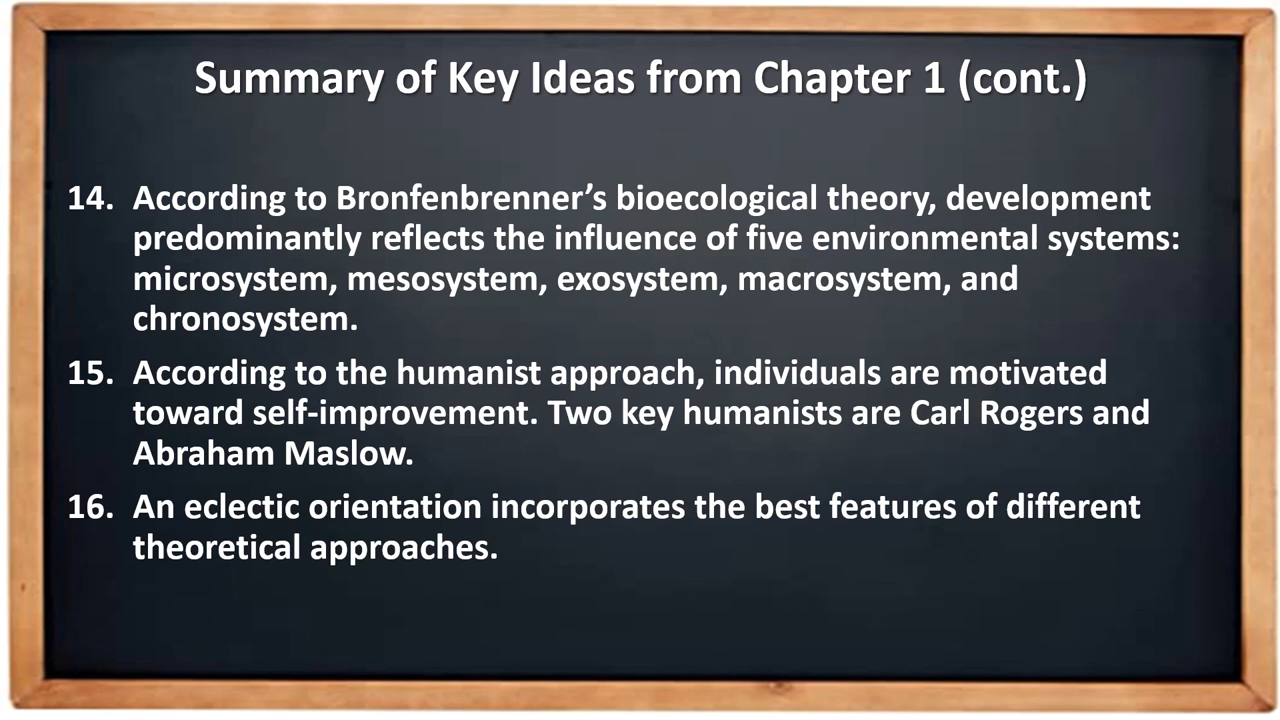 Summary of Key Ideas from Chapter 1 (cont.)
14. According to Bronfenbrenner’s bioecological theory, development
predominantly reflects the influence of five environmental systems:
microsystem, mesosystem, exosystem, macrosystem, and
chronosystem.
15. According to the humanist approach, individuals are motivated
toward self-improvement. Two key humanists are Carl Rogers and
Abraham Maslow.
16. An eclectic orientation incorporates the best features of different
theoretical approaches.